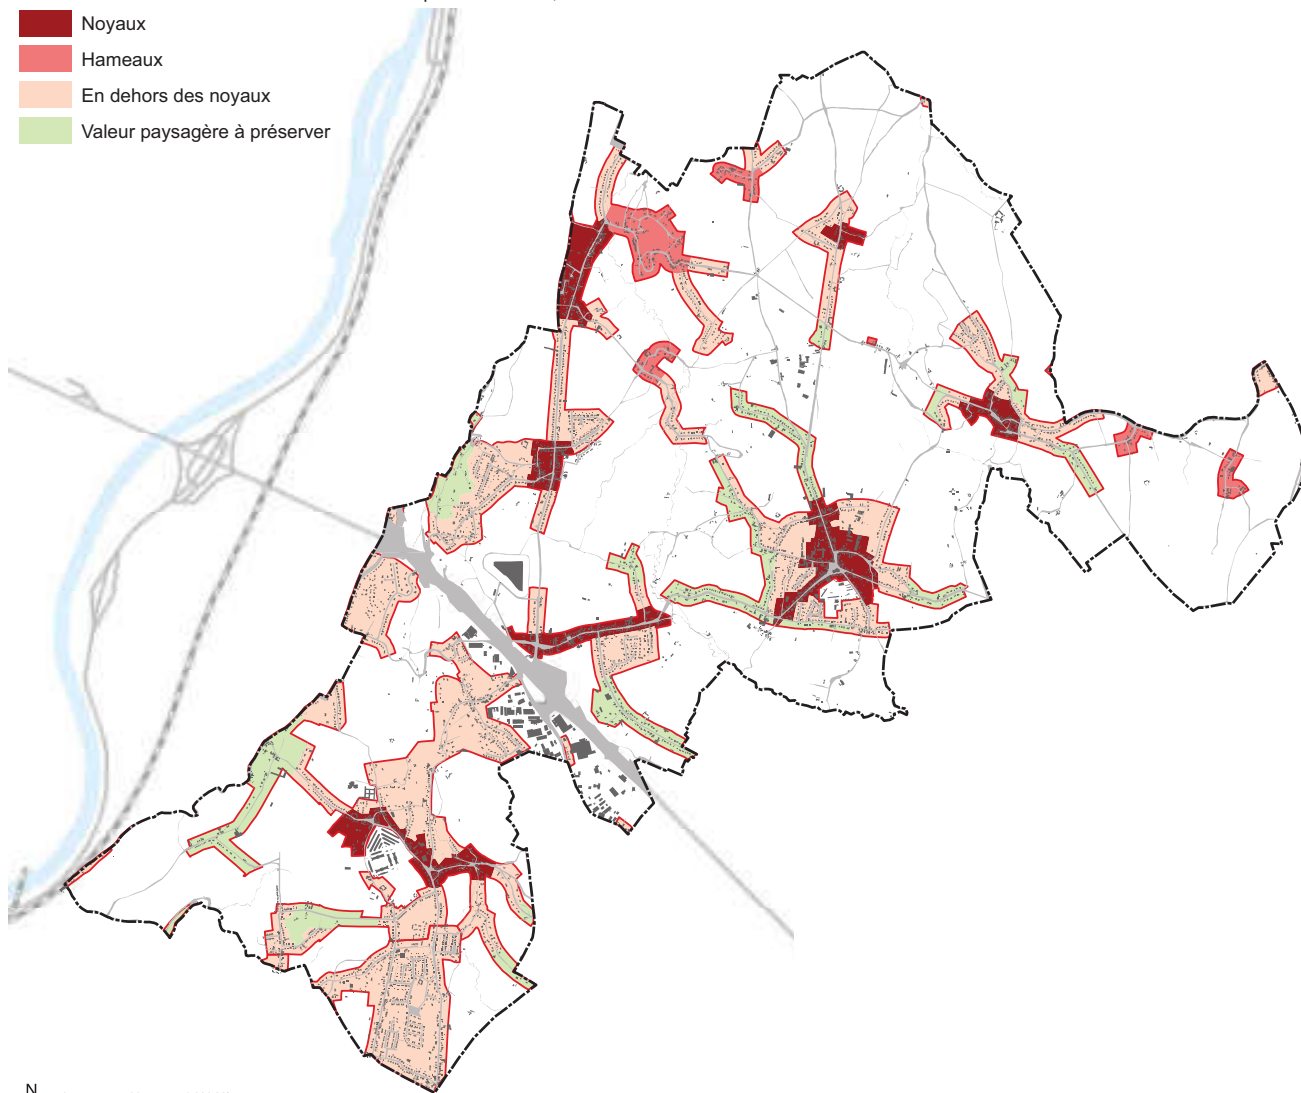 Noyaux
Hameaux
En dehors des noyaux
Valeur paysagère à préserver
N